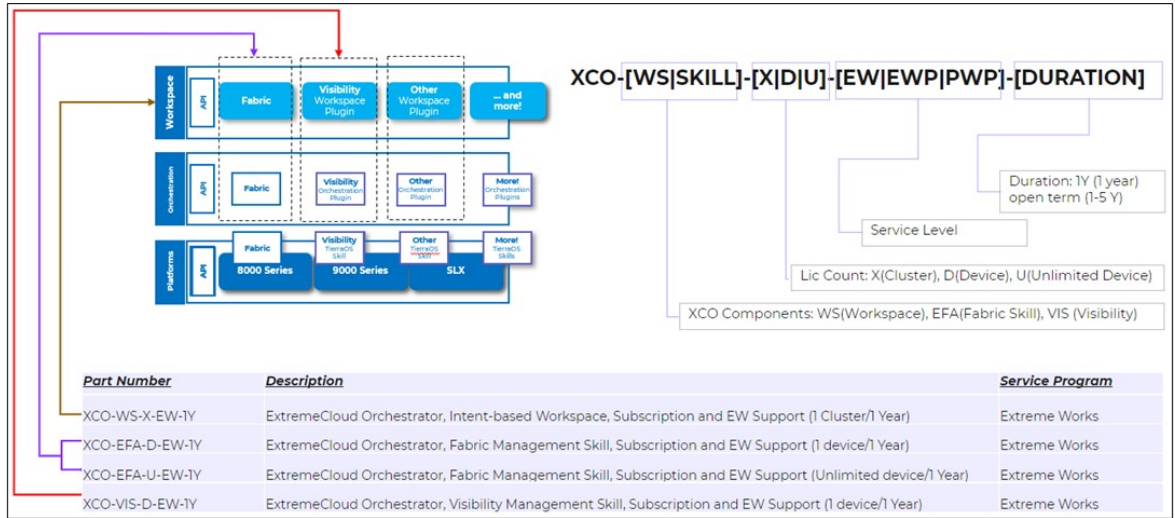 Workspace
API
Fabric
Visibility
Workspace
Plugin
Other
Workspace
Plugin
... and
more!
Orchestration
API
Fabric
Visibility
Orchestration
Plugin
Other
Orchestration
Plugin
More!
Orchestration
Plugins
Platforms
API
Fabric
Visibility
TierraOS
Skill
Other
TierraOS
Skill
More!
TierraOS
Skills
8000 Series
9000 Series
SLX
XCO-[WS|SKILL]-[X|D|U]-[EW|EWP|PWP]-[DURATION]
Duration: 1Y (1 year)
open term (1-5 Y)
Service Level
Lic Count: X(Cluster), D(Device), U(Unlimited Device)
XCO Components: WS(Workspace), EFA(Fabric Skill), VIS (Visibility)
Part Number Description Service Program
XCO-WS-X-EW-1Y ExtremeCloud Orchestrator, Intent-based Workspace, Subscription and EW Support (1 Cluster/1 Year) Extreme Works
XCO-EFA-D-EW-1Y ExtremeCloud Orchestrator, Fabric Management Skill, Subscription and EW Support (1 device/1 Year) Extreme Works
XCO-EFA-U-EW-1Y ExtremeCloud Orchestrator, Fabric Management Skill, Subscription and EW Support (Unlimited device/1 Year) Extreme Works
XCO-VIS-D-EW-1Y ExtremeCloud Orchestrator, Visibility Management Skill, Subscription and EW Support (1 device/1 Year) Extreme Works